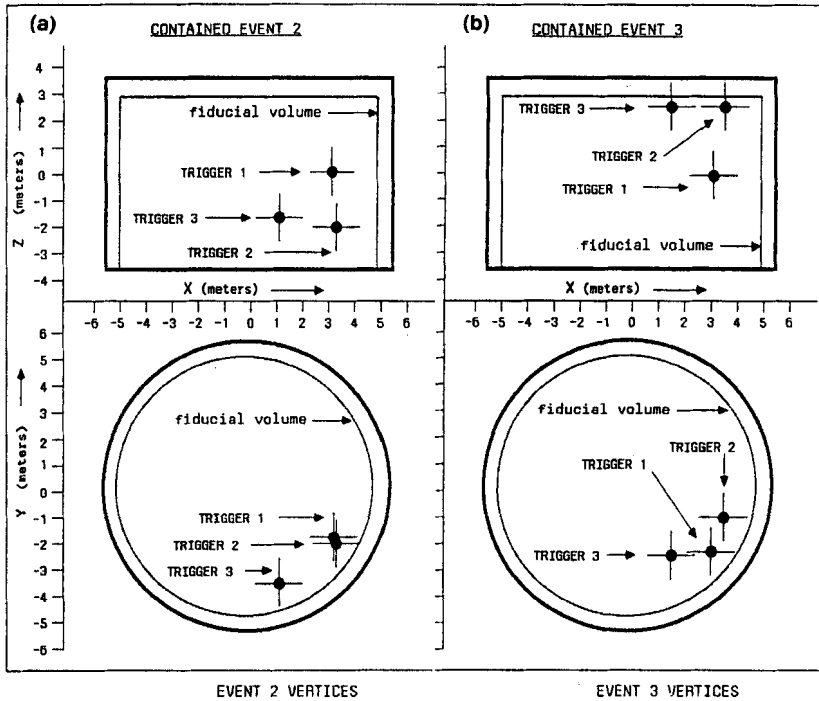 (a) CONTAINED EVENT 2
Z (meters)
4
3
2
1
0
-1
-2
-3
-4
fiducial volume
TRIGGER 1
TRIGGER 3
TRIGGER 2
X (meters)
-6 -5 -4 -3 -2 -1 0 1 2 3 4 5 6
Y (meters)
6
5
4
3
2
1
0
-1
-2
-3
-4
-5
-6
fiducial volume
TRIGGER 1
TRIGGER 2
TRIGGER 3
EVENT 2 VERTICES
(b) CONTAINED EVENT 3
TRIGGER 3
TRIGGER 2
TRIGGER 1
fiducial volume
X (meters)
-6 -5 -4 -3 -2 -1 0 1 2 3 4 5 6
fiducial volume
TRIGGER 2
TRIGGER 1
TRIGGER 3
EVENT 3 VERTICES